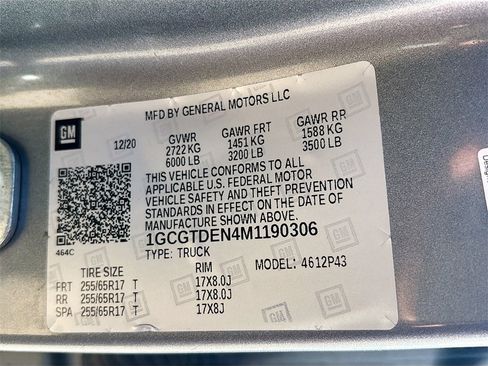 MFD BY GENERAL MOTORS LLC
GM
12/20 GVWR GAWR FRT GAWR RR
2722 KG 1451 KG 1588 KG
6000 LB 3200 LB 3500 LB
THIS VEHICLE CONFORMS TO ALL
APPLICABLE U.S. FEDERAL MOTOR
VEHICLE SAFETY AND THEFT PREVENTION
STANDARDS IN EFFECT ON THE DATE OF
MANUFACTURE SHOWN ABOVE.
464C 1GCGTDEN4M1190306
TYPE: TRUCK MODEL: 4612P43
TIRE SIZE RIM
FRT 255/65R17 T 17X8.0J
RR 255/65R17 T 17X8.0J
SPA 255/65R17 T 17X8J